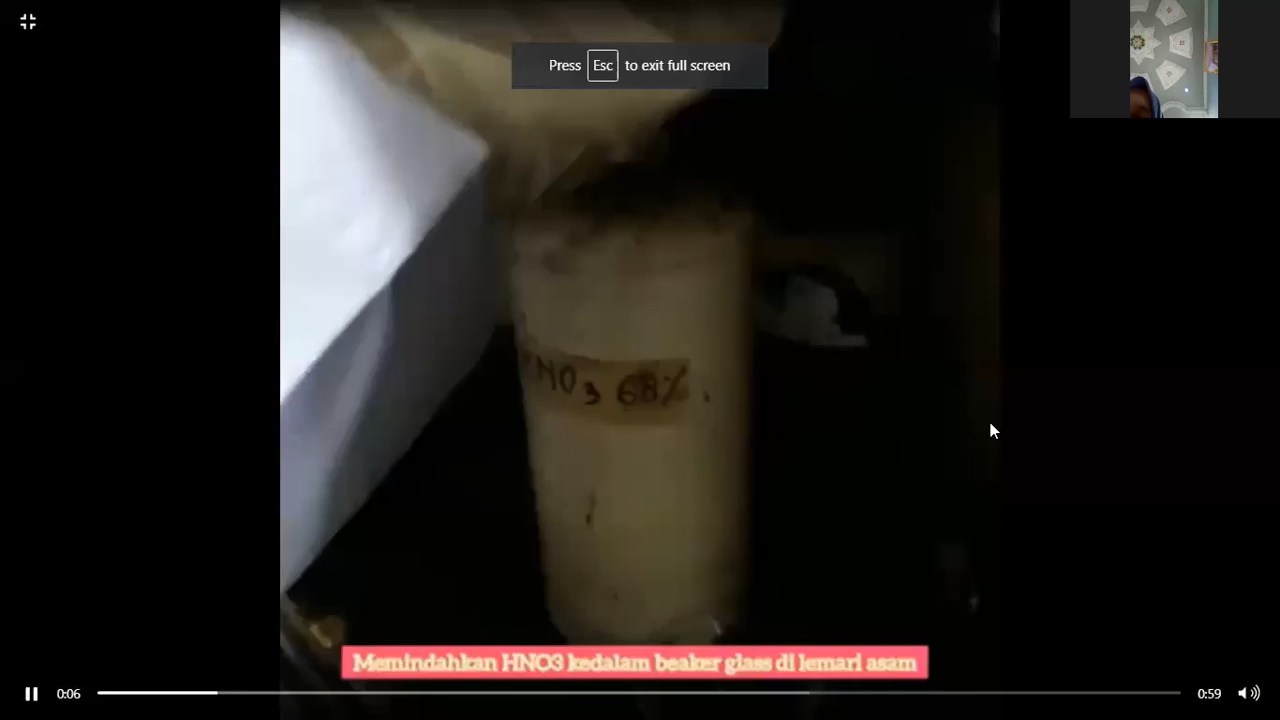 Press Esc to exit full screen
HNO3 68%.
Memindahkan HNO3 kedalam beaker glass di lemari asam
0:06
0:59